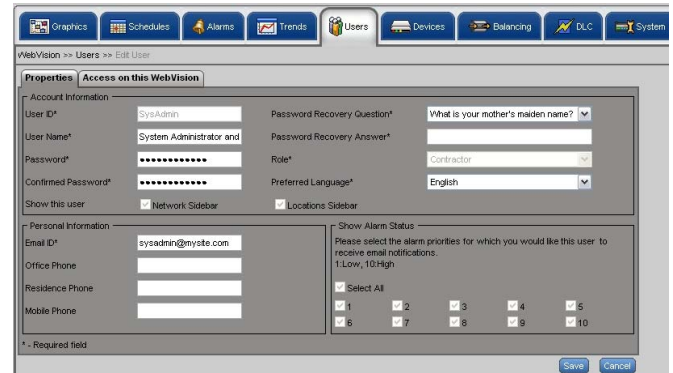 Graphics Schedules Alarms Trends Users Devices Balancing DLC System
WebVision >> Users >> Edit User
Properties Access on this WebVision
Account Information
User ID* SysAdmin Password Recovery Question* What is your mother's maiden name?
User Name* System Administrator and Password Recovery Answer*
Password* •••••••••••• Role* Contractor
Confirmed Password* •••••••••••• Preferred Language* English
Show this user Network Sidebar Locations Sidebar
Personal Information Show Alarm Status
Email ID* sysadmin@mysite.com Please select the alarm priorities for which you would like this user to
receive email notifications.
Office Phone 1:Low, 10:High
Residence Phone Select All
Mobile Phone 1 2 3 4 5
6 7 8 9 10
* - Required field
Save Cancel